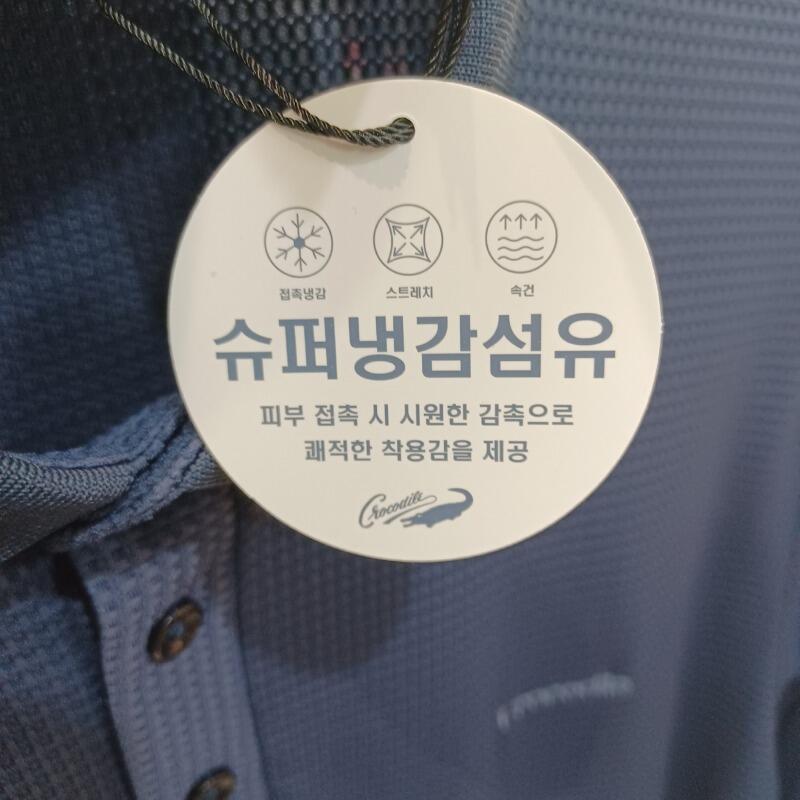 접촉냉감 스트레치 속건
슈퍼냉감섬유
피부 접촉 시 시원한 감촉으로
쾌적한 착용감을 제공
Crocodile
Crocodile